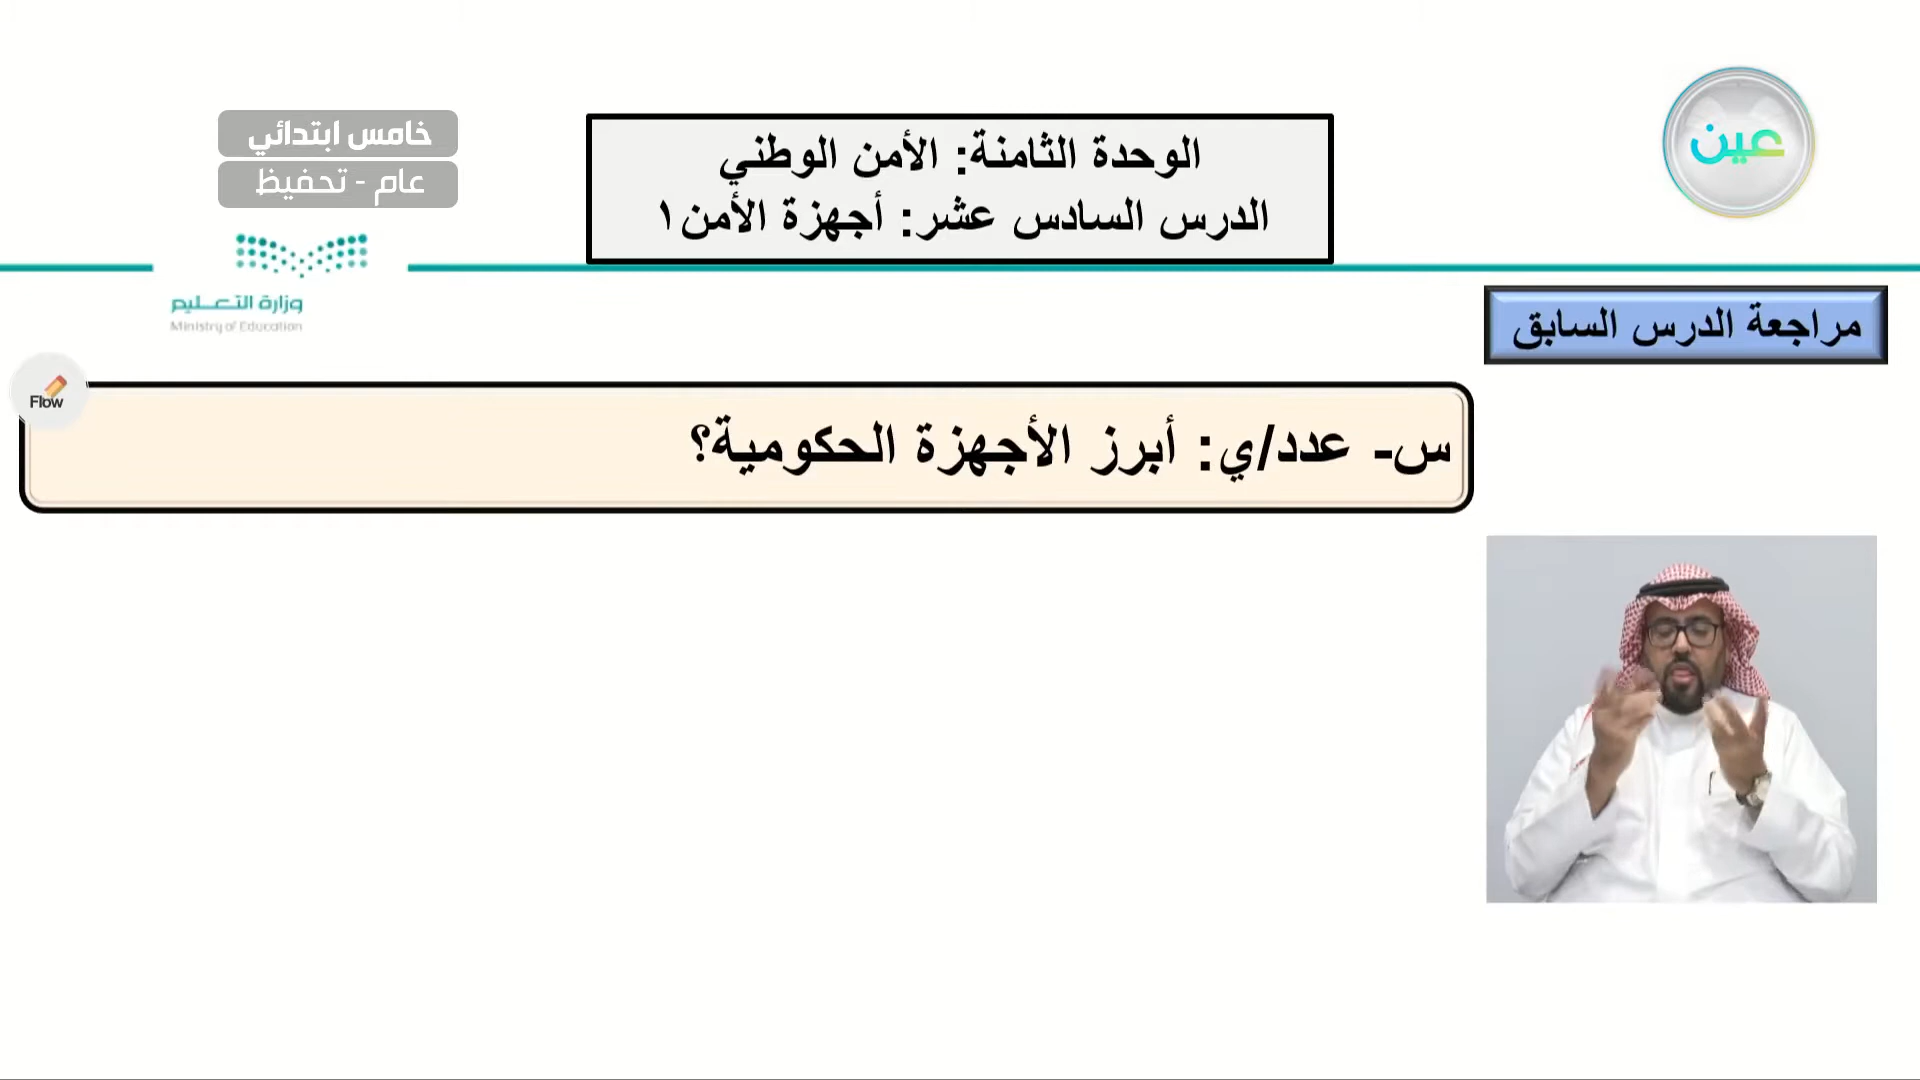 عين
الوحدة الثامنة: الأمن الوطني
الدرس السادس عشر: أجهزة الأمن ١
خامس ابتدائي
عام - تحفيظ
وزارة التعليم
Ministry of Education
مراجعة الدرس السابق
Flow
س- عدد/ي: أبرز الأجهزة الحكومية؟